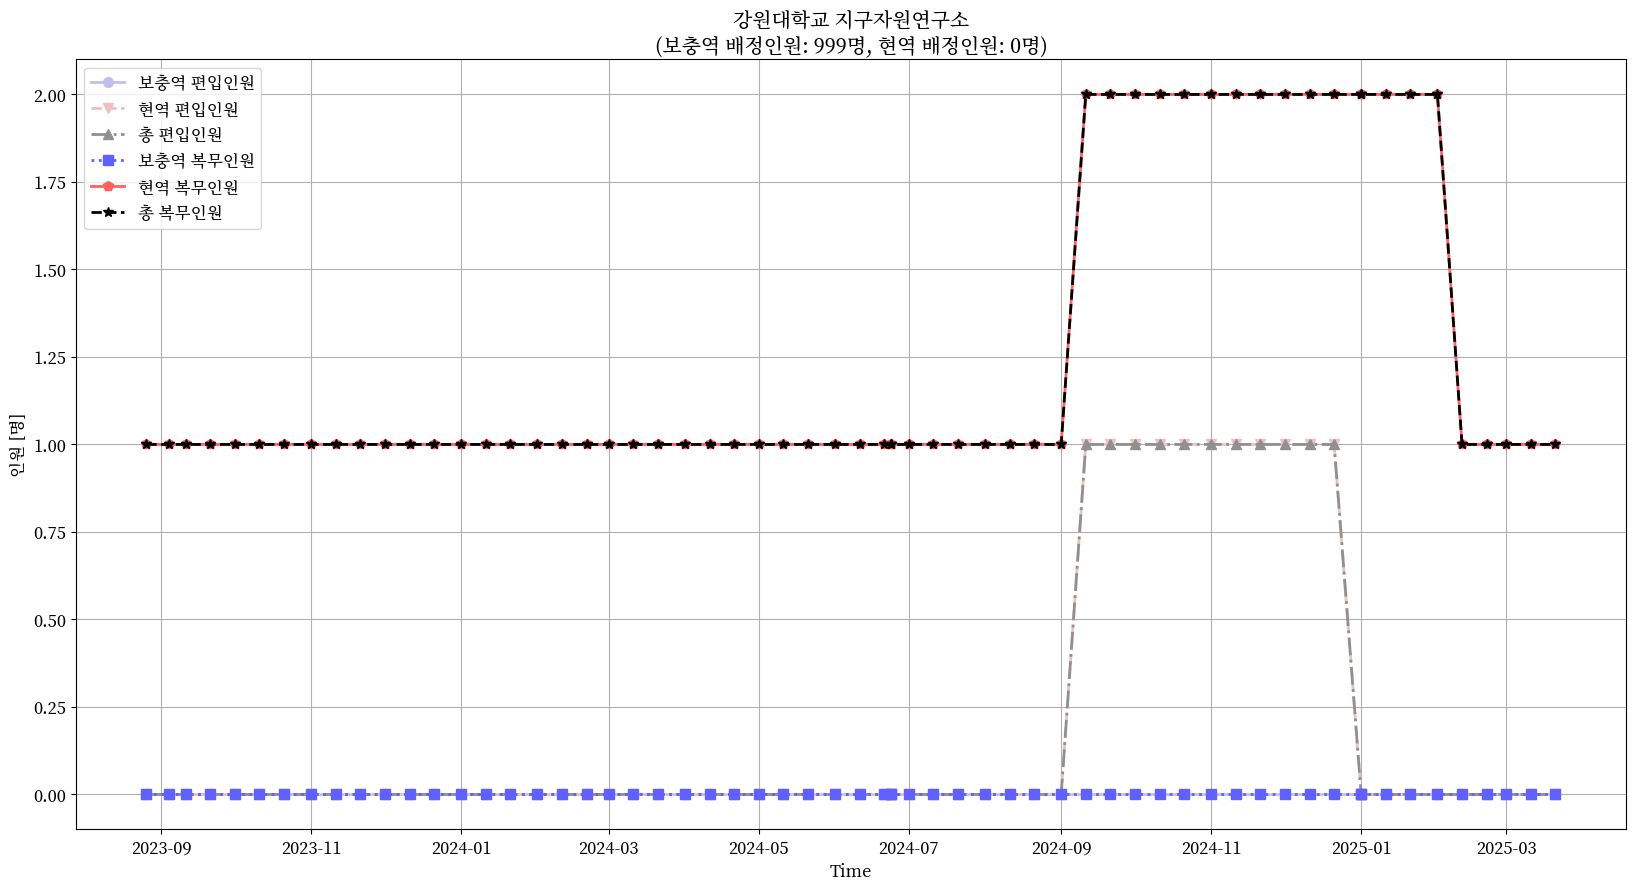 강원대학교 지구자원연구소
(보충역 배정인원: 999명, 현역 배정인원: 0명)
보충역 편입인원
현역 편입인원
총 편입인원
보충역 복무인원
현역 복무인원
총 복무인원
인원 [명]
2.00
1.75
1.50
1.25
1.00
0.75
0.50
0.25
0.00
2023-09 2023-11 2024-01 2024-03 2024-05 2024-07 2024-09 2024-11 2025-01 2025-03
Time